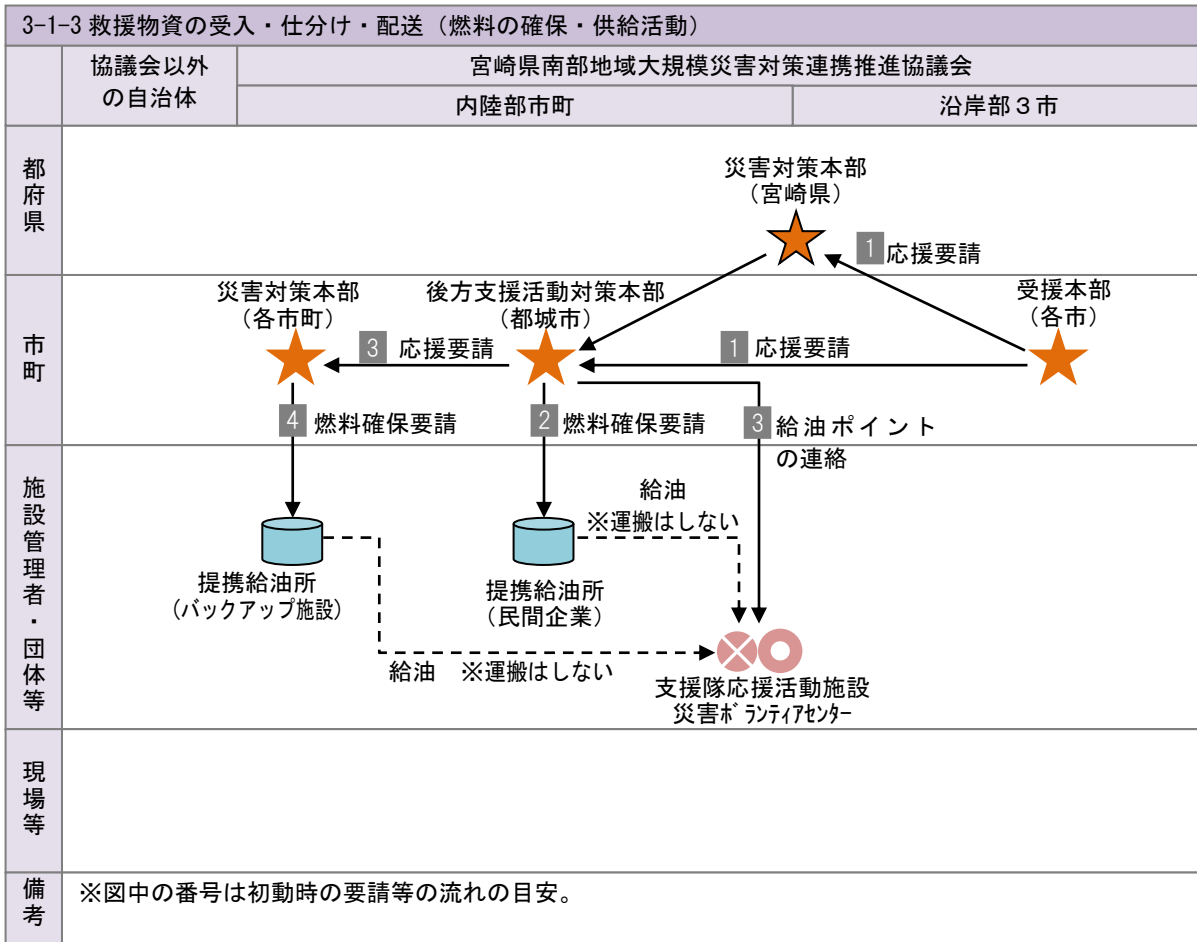 3-1-3 救援物資の受入・仕分け・配送（燃料の確保・供給活動）
協議会以外
の自治体
宮崎県南部地域大規模災害対策連携推進協議会
内陸部市町
沿岸部３市
都府県
災害対策本部
（宮崎県）
1 応援要請
市町
災害対策本部
（各市町）
後方支援活動対策本部
（都城市）
受援本部
（各市）
3 応援要請
1 応援要請
4 燃料確保要請
2 燃料確保要請
3 給油ポイント
の連絡
施設管理者・団体等
給油
※運搬はしない
提携給油所
（バックアップ施設）
提携給油所
（民間企業）
給油　※運搬はしない
支援隊応援活動施設
災害ﾎﾞﾗﾝﾃｨｱｾﾝﾀｰ
現場等
備考
※図中の番号は初動時の要請等の流れの目安。